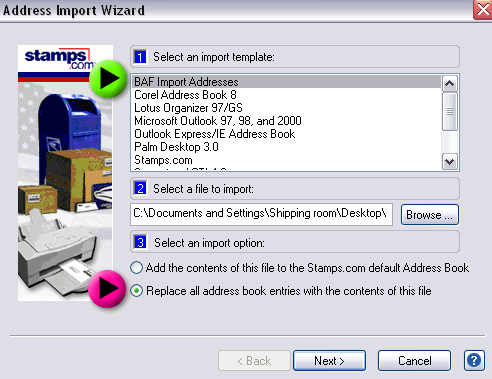 Address Import Wizard
stamps
.com
1 Select an import template:
BAF Import Addresses
Corel Address Book 8
Lotus Organizer 97/GS
Microsoft Outlook 97, 98, and 2000
Outlook Express/IE Address Book
Palm Desktop 3.0
Stamps.com
2 Select a file to import:
C:\Documents and Settings\Shipping room\Desktop\
Browse ...
3 Select an import option:
Add the contents of this file to the Stamps.com default Address Book
Replace all address book entries with the contents of this file
< Back
Next >
Cancel
?